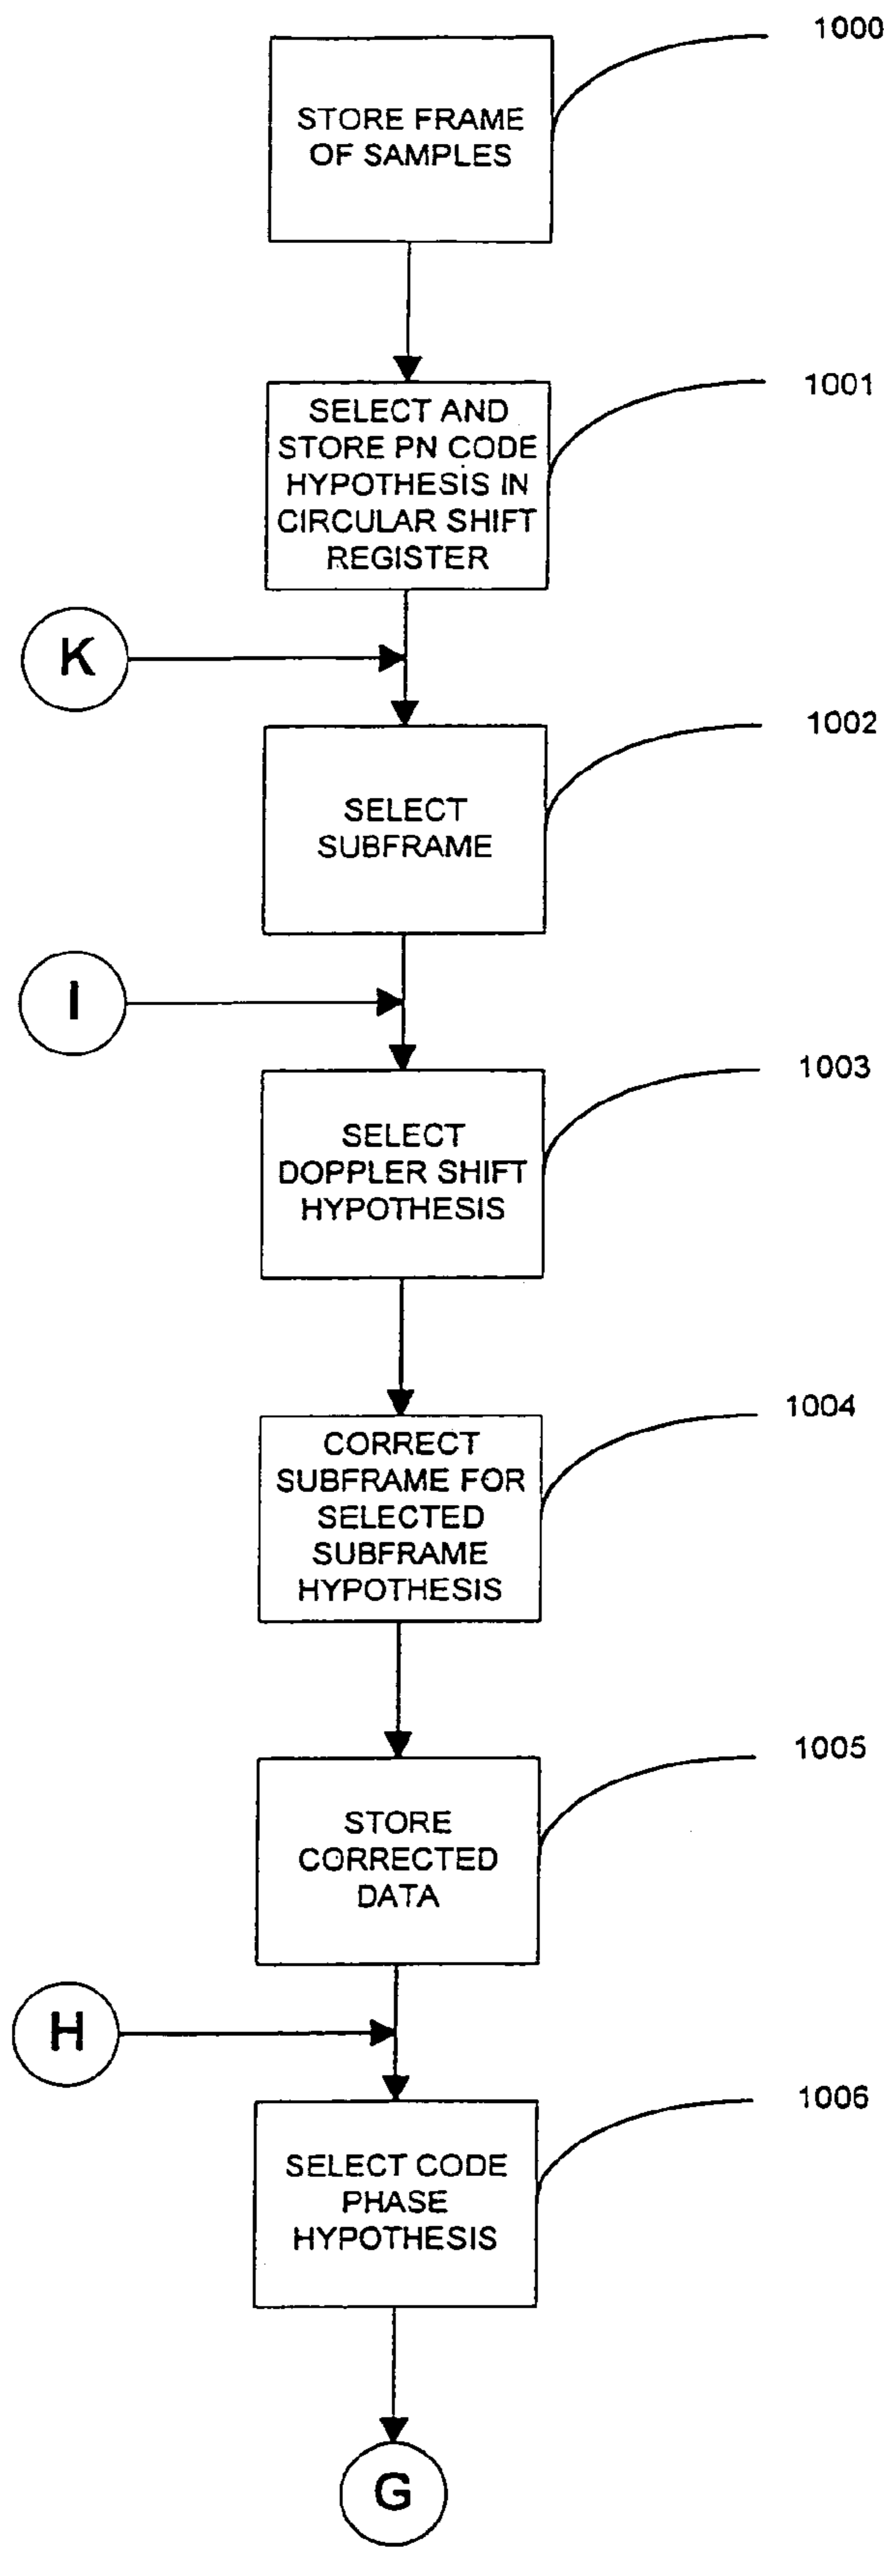 1000
STORE FRAME
OF SAMPLES
1001
SELECT AND
STORE PN CODE
HYPOTHESIS IN
CIRCULAR SHIFT
REGISTER
K
1002
SELECT
SUBFRAME
I
1003
SELECT
DOPPLER SHIFT
HYPOTHESIS
1004
CORRECT
SUBFRAME FOR
SELECTED
SUBFRAME
HYPOTHESIS
1005
STORE
CORRECTED
DATA
H
1006
SELECT CODE
PHASE
HYPOTHESIS
G